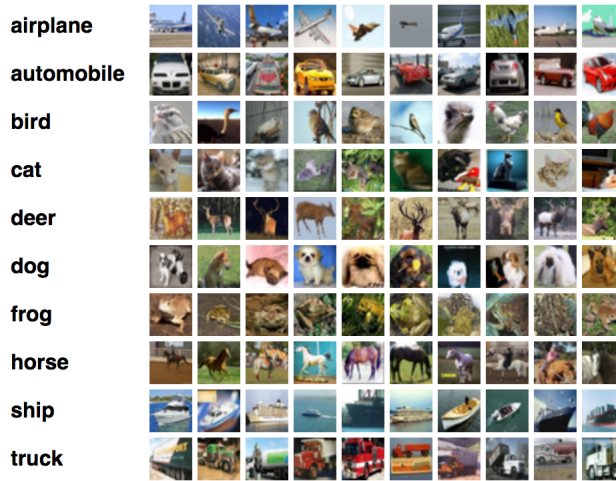 airplane
automobile
bird
cat
deer
dog
frog
horse
ship
truck